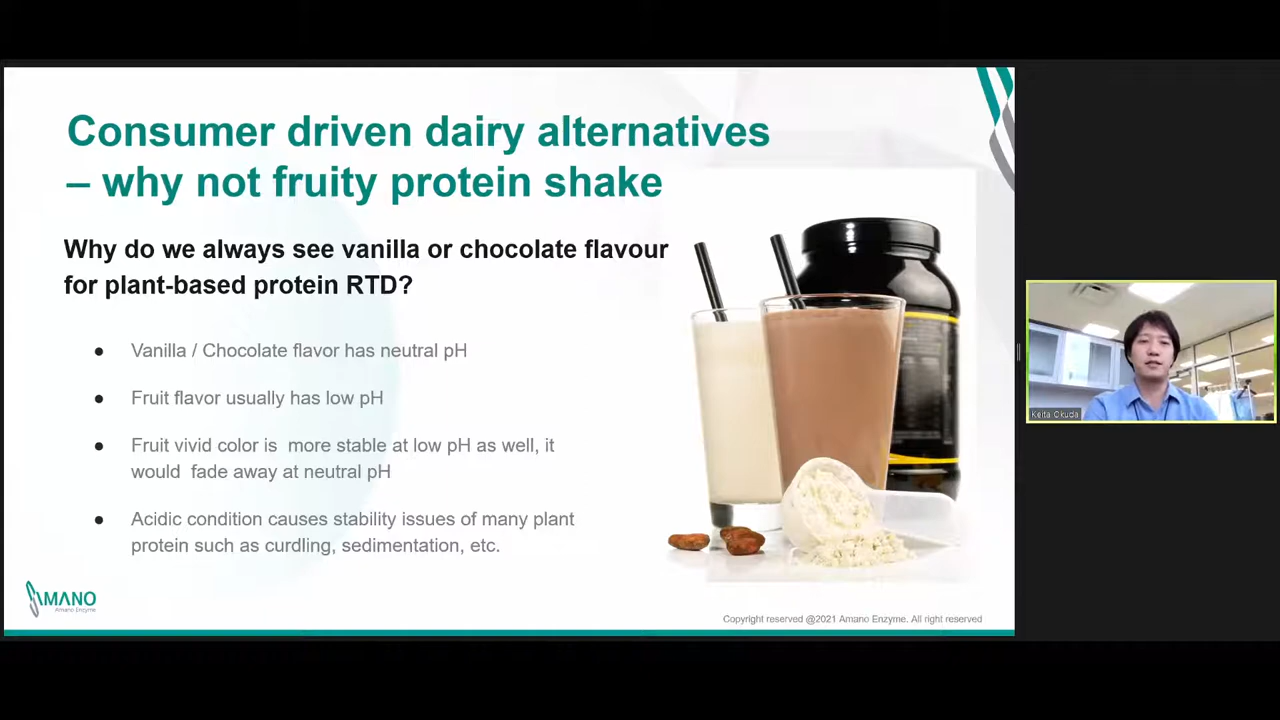 Consumer driven dairy alternatives
– why not fruity protein shake
Why do we always see vanilla or chocolate flavour
for plant-based protein RTD?
● Vanilla / Chocolate flavor has neutral pH
● Fruit flavor usually has low pH
● Fruit vivid color is  more stable at low pH as well, it
would  fade away at neutral pH
● Acidic condition causes stability issues of many plant
protein such as curdling, sedimentation, etc.
AMANO
Amano Enzyme
Copyright reserved @2021 Amano Enzyme. All right reserved
Keita Okuda